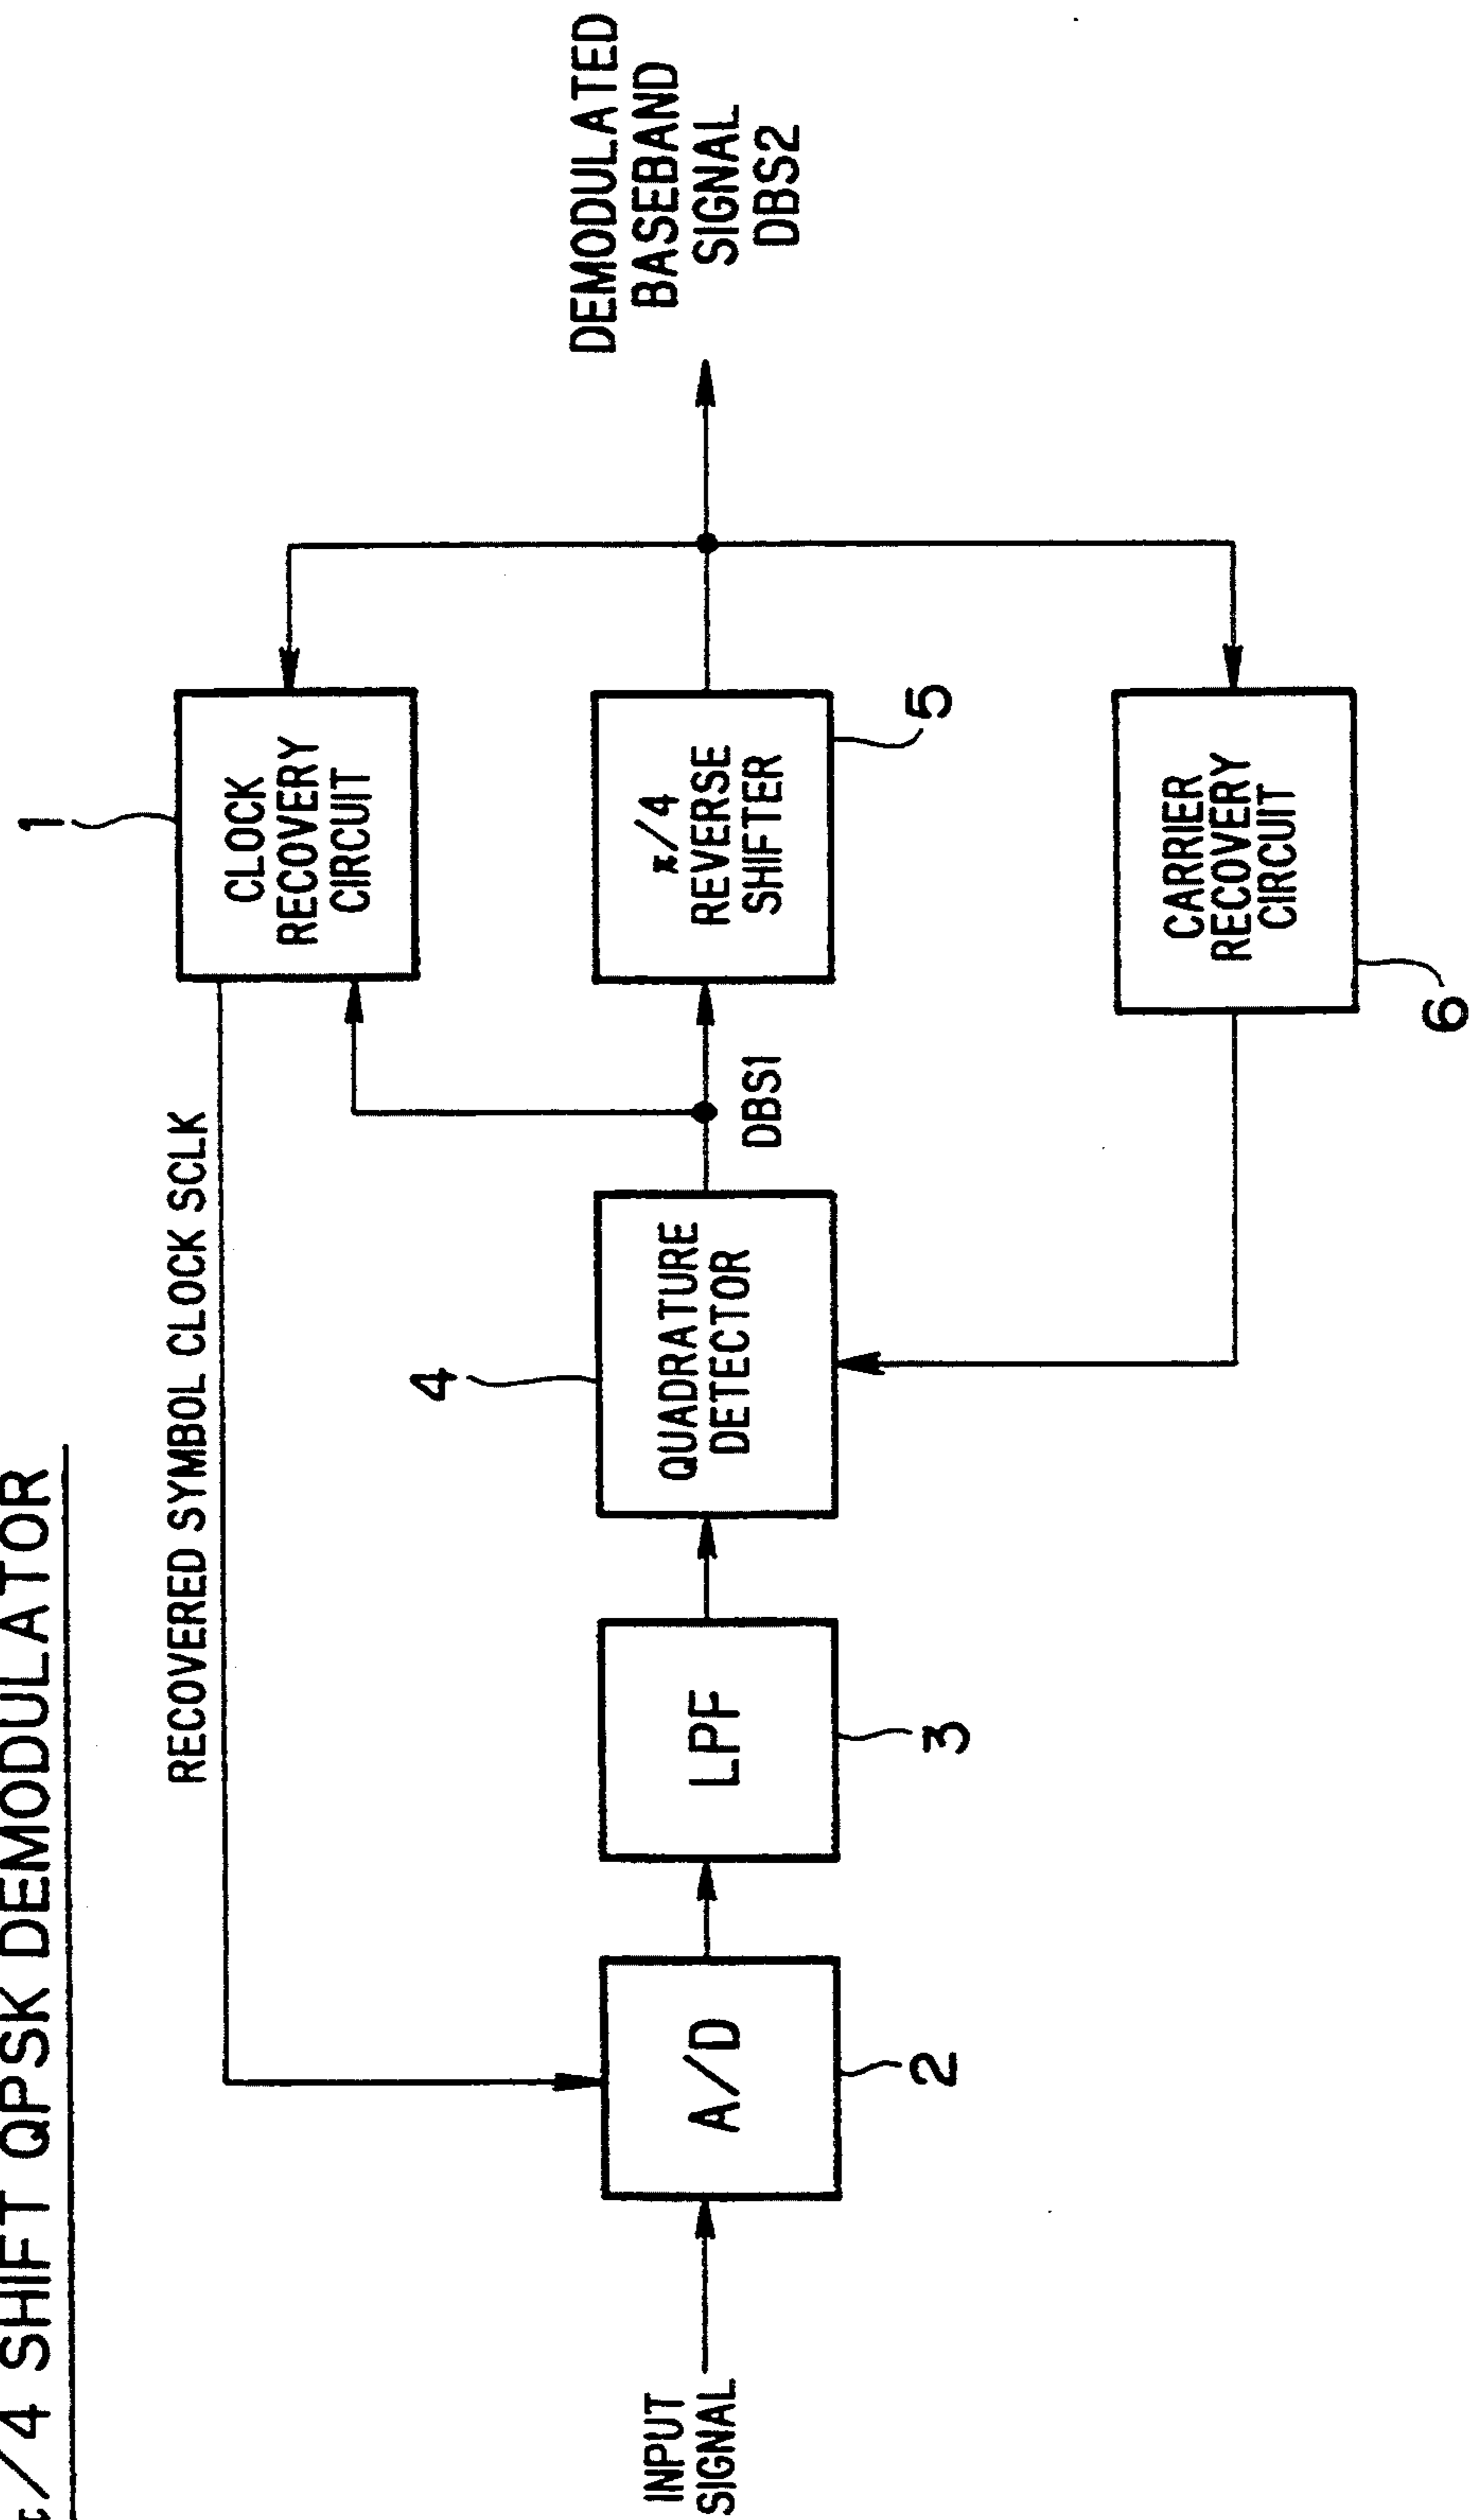 π/4 SHIFT QPSK DEMODULATOR
RECOVERED SYMBOL CLOCK SCLK
1
CLOCK
RECOVERY
CIRCUIT
INPUT
SIGNAL
A/D
2
LPF
3
4
QUADRATURE
DETECTOR
DBS1
π/4
REVERSE
SHIFTER
5
DEMODULATED
BASEBAND
SIGNAL
DBS2
CARRIER
RECOVERY
CIRCUIT
6